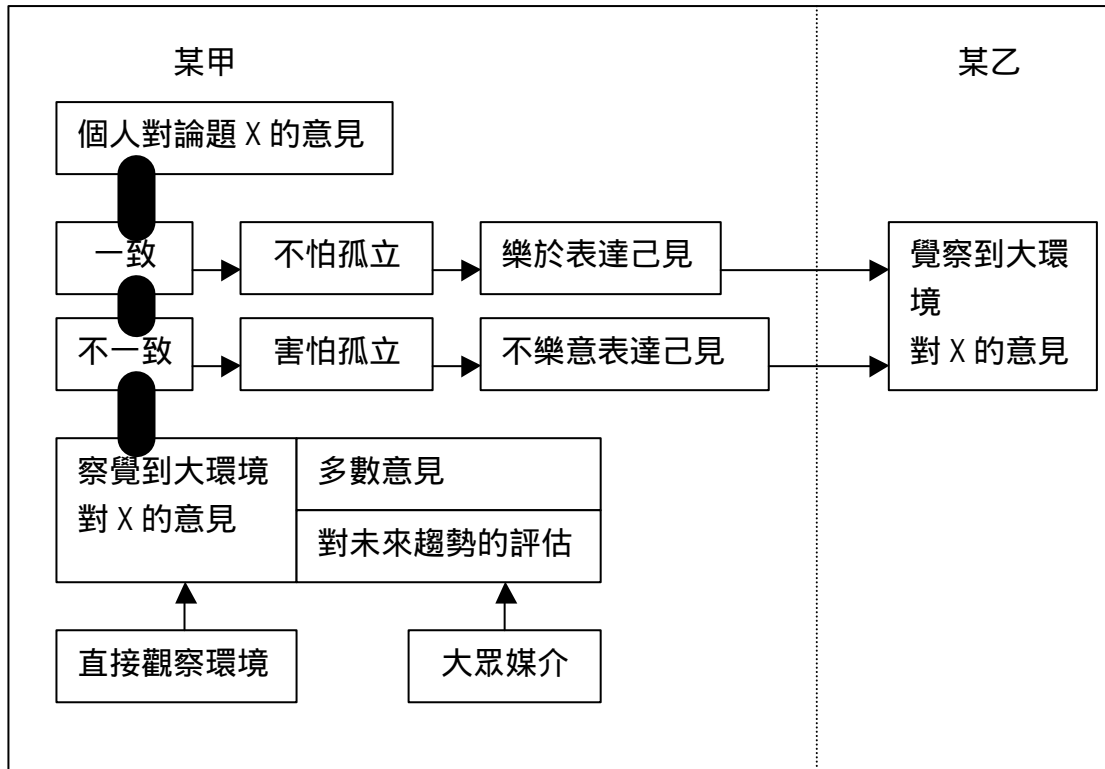 某甲
某乙
個人對論題 X 的意見
一致
不怕孤立
樂於表達己見
覺察到大環
境
對 X 的意見
不一致
害怕孤立
不樂意表達己見
察覺到大環境
對 X 的意見
多數意見
對未來趨勢的評估
直接觀察環境
大眾媒介